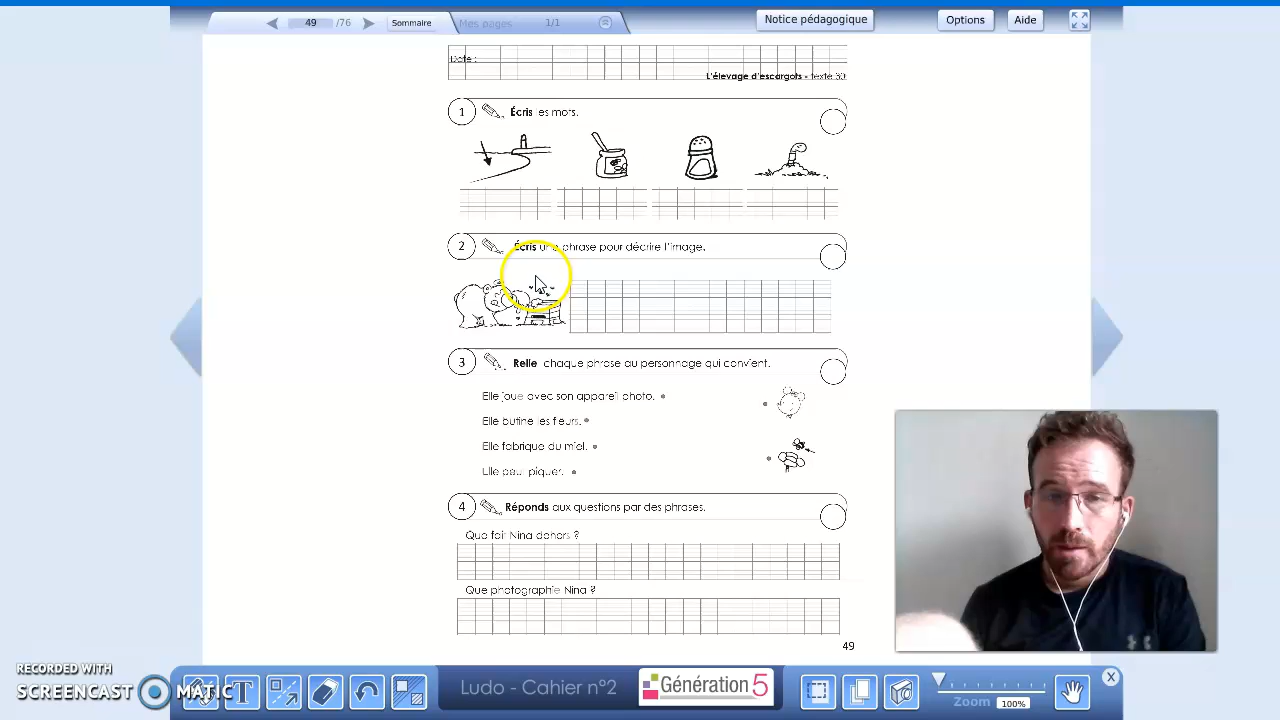 49 /76 Sommaire Mes pages 1/1 Notice pédagogique Options Aide
Date :
L'élevage d'escargots - texte 30
1 Écris les mots.
2 Écris une phrase pour décrire l'image.
3 Relie chaque phrase au personnage qui convient.
Elle joue avec son appareil photo.
Elle butine les fleurs.
Elle fabrique du miel.
Elle peut piquer.
4 Réponds aux questions par des phrases.
Que fait Nina dehors ?
Que photographie Nina ?
49
RECORDED WITH
SCREENCAST MATIC
T
Ludo - Cahier n°2 Génération 5
Zoom 100%
X